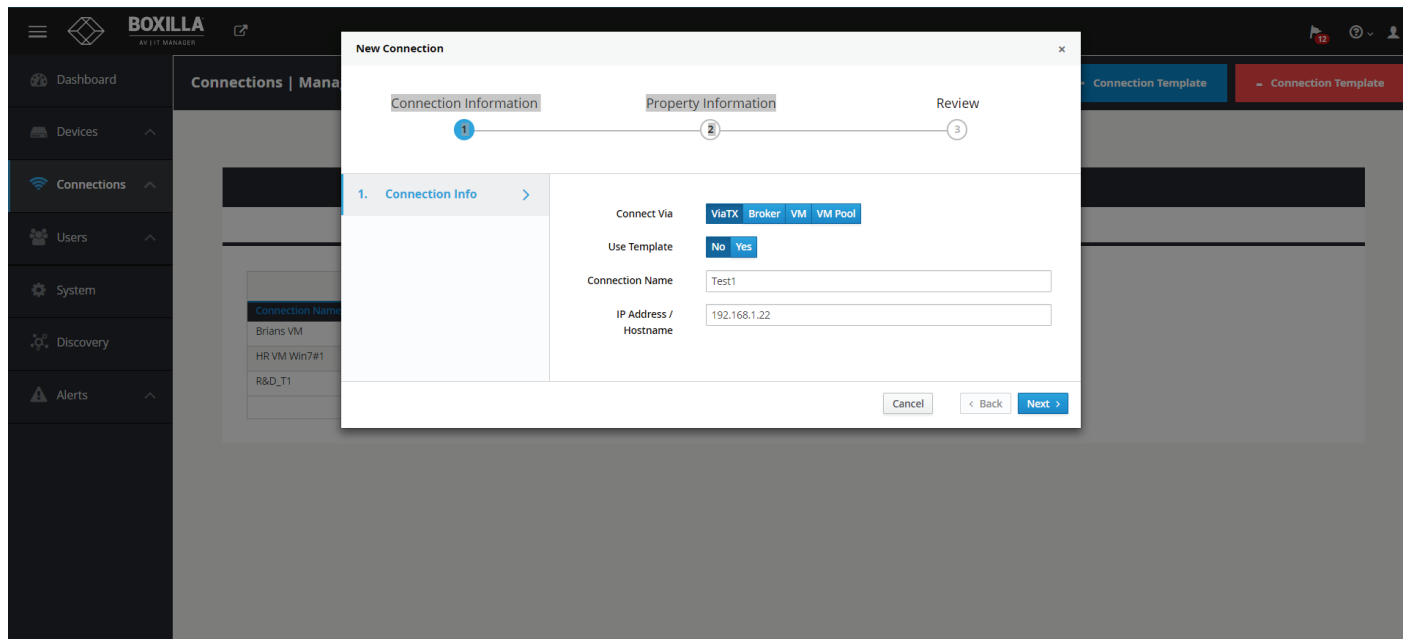 BOXILLA
AV | IT MANAGER
12
Dashboard
Devices
Connections
Users
System
Discovery
Alerts
Connections | Mana
Connection Template
- Connection Template
New Connection
×
Connection Information
Property Information
Review
1
2
3
1. Connection Info
Connect Via
ViaTX Broker VM VM Pool
Use Template
No Yes
Connection Name
Test1
IP Address /
Hostname
192.168.1.22
Cancel
< Back
Next >
Connection Name
Brians VM
HR VM Win7#1
R&D_T1